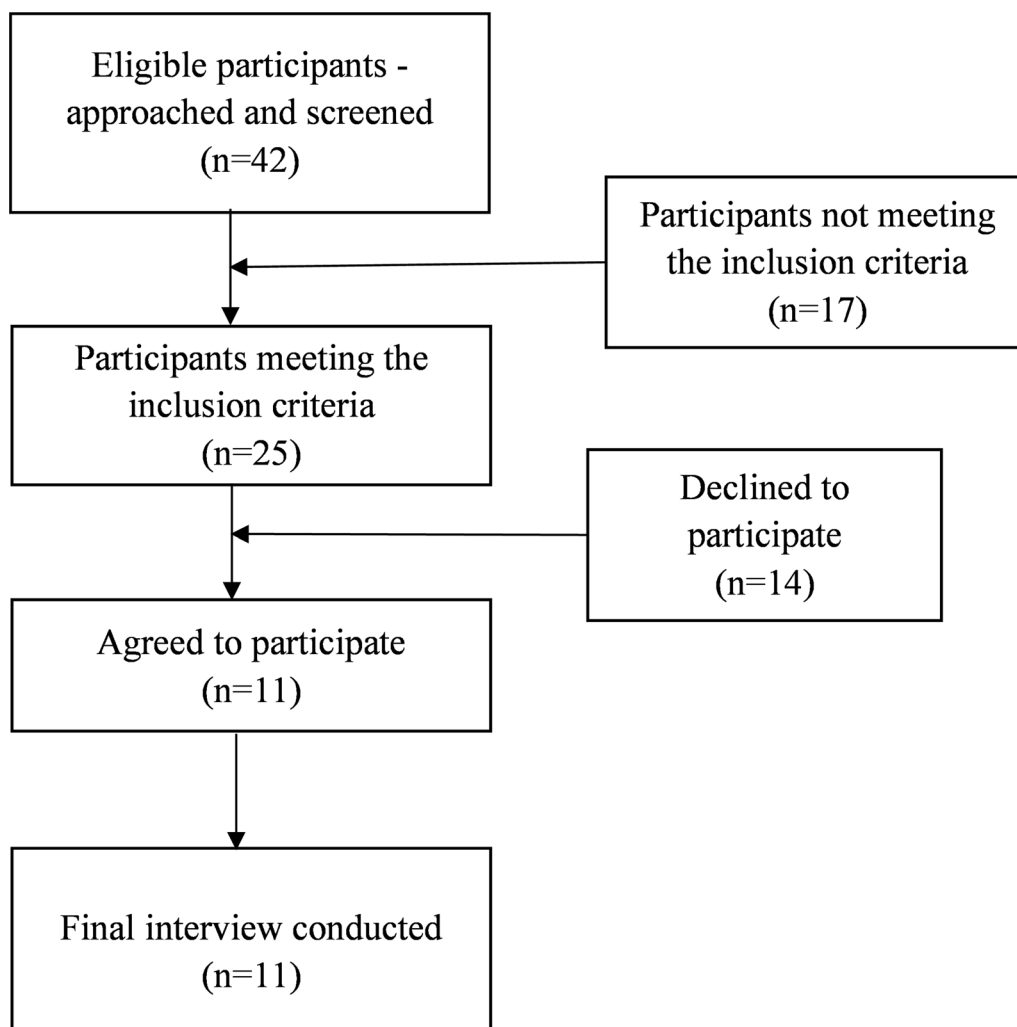 Eligible participants -
approached and screened
(n=42)
Participants not meeting
the inclusion criteria
(n=17)
Participants meeting the
inclusion criteria
(n=25)
Declined to
participate
(n=14)
Agreed to participate
(n=11)
Final interview conducted
(n=11)